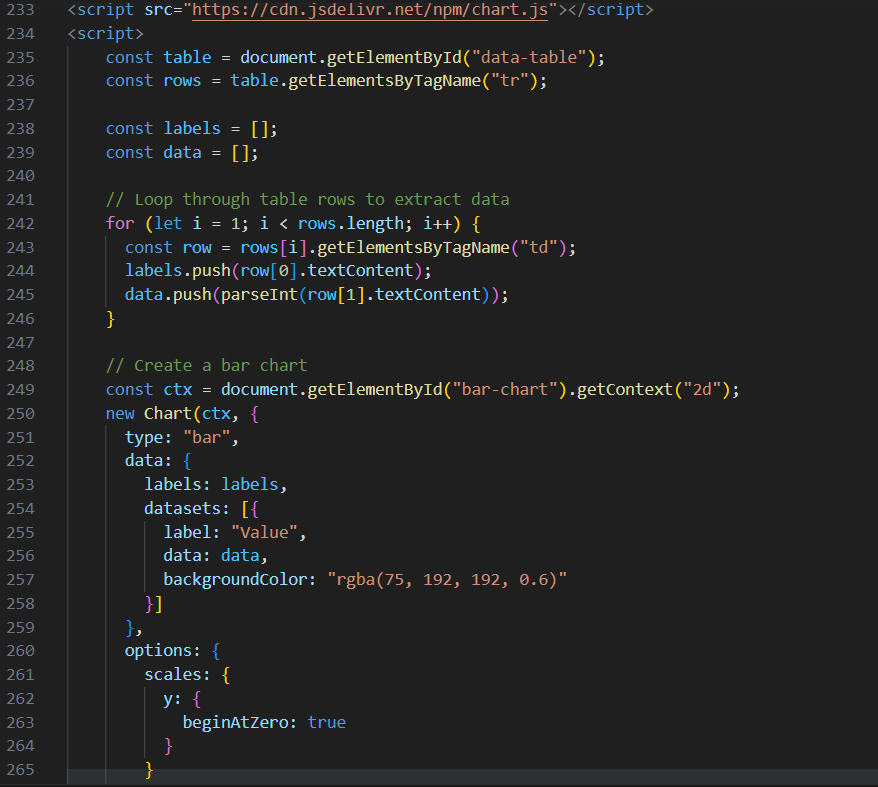 233 <script src="https://cdn.jsdelivr.net/npm/chart.js"></script>
234 <script>
235     const table = document.getElementById("data-table");
236     const rows = table.getElementsByTagName("tr");
237
238     const labels = [];
239     const data = [];
240
241     // Loop through table rows to extract data
242     for (let i = 1; i < rows.length; i++) {
243       const row = rows[i].getElementsByTagName("td");
244       labels.push(row[0].textContent);
245       data.push(parseInt(row[1].textContent));
246     }
247
248     // Create a bar chart
249     const ctx = document.getElementById("bar-chart").getContext("2d");
250     new Chart(ctx, {
251       type: "bar",
252       data: {
253         labels: labels,
254         datasets: [{
255           label: "Value",
256           data: data,
257           backgroundColor: "rgba(75, 192, 192, 0.6)"
258         }]
259       },
260       options: {
261         scales: {
262           y: {
263             beginAtZero: true
264           }
265         }